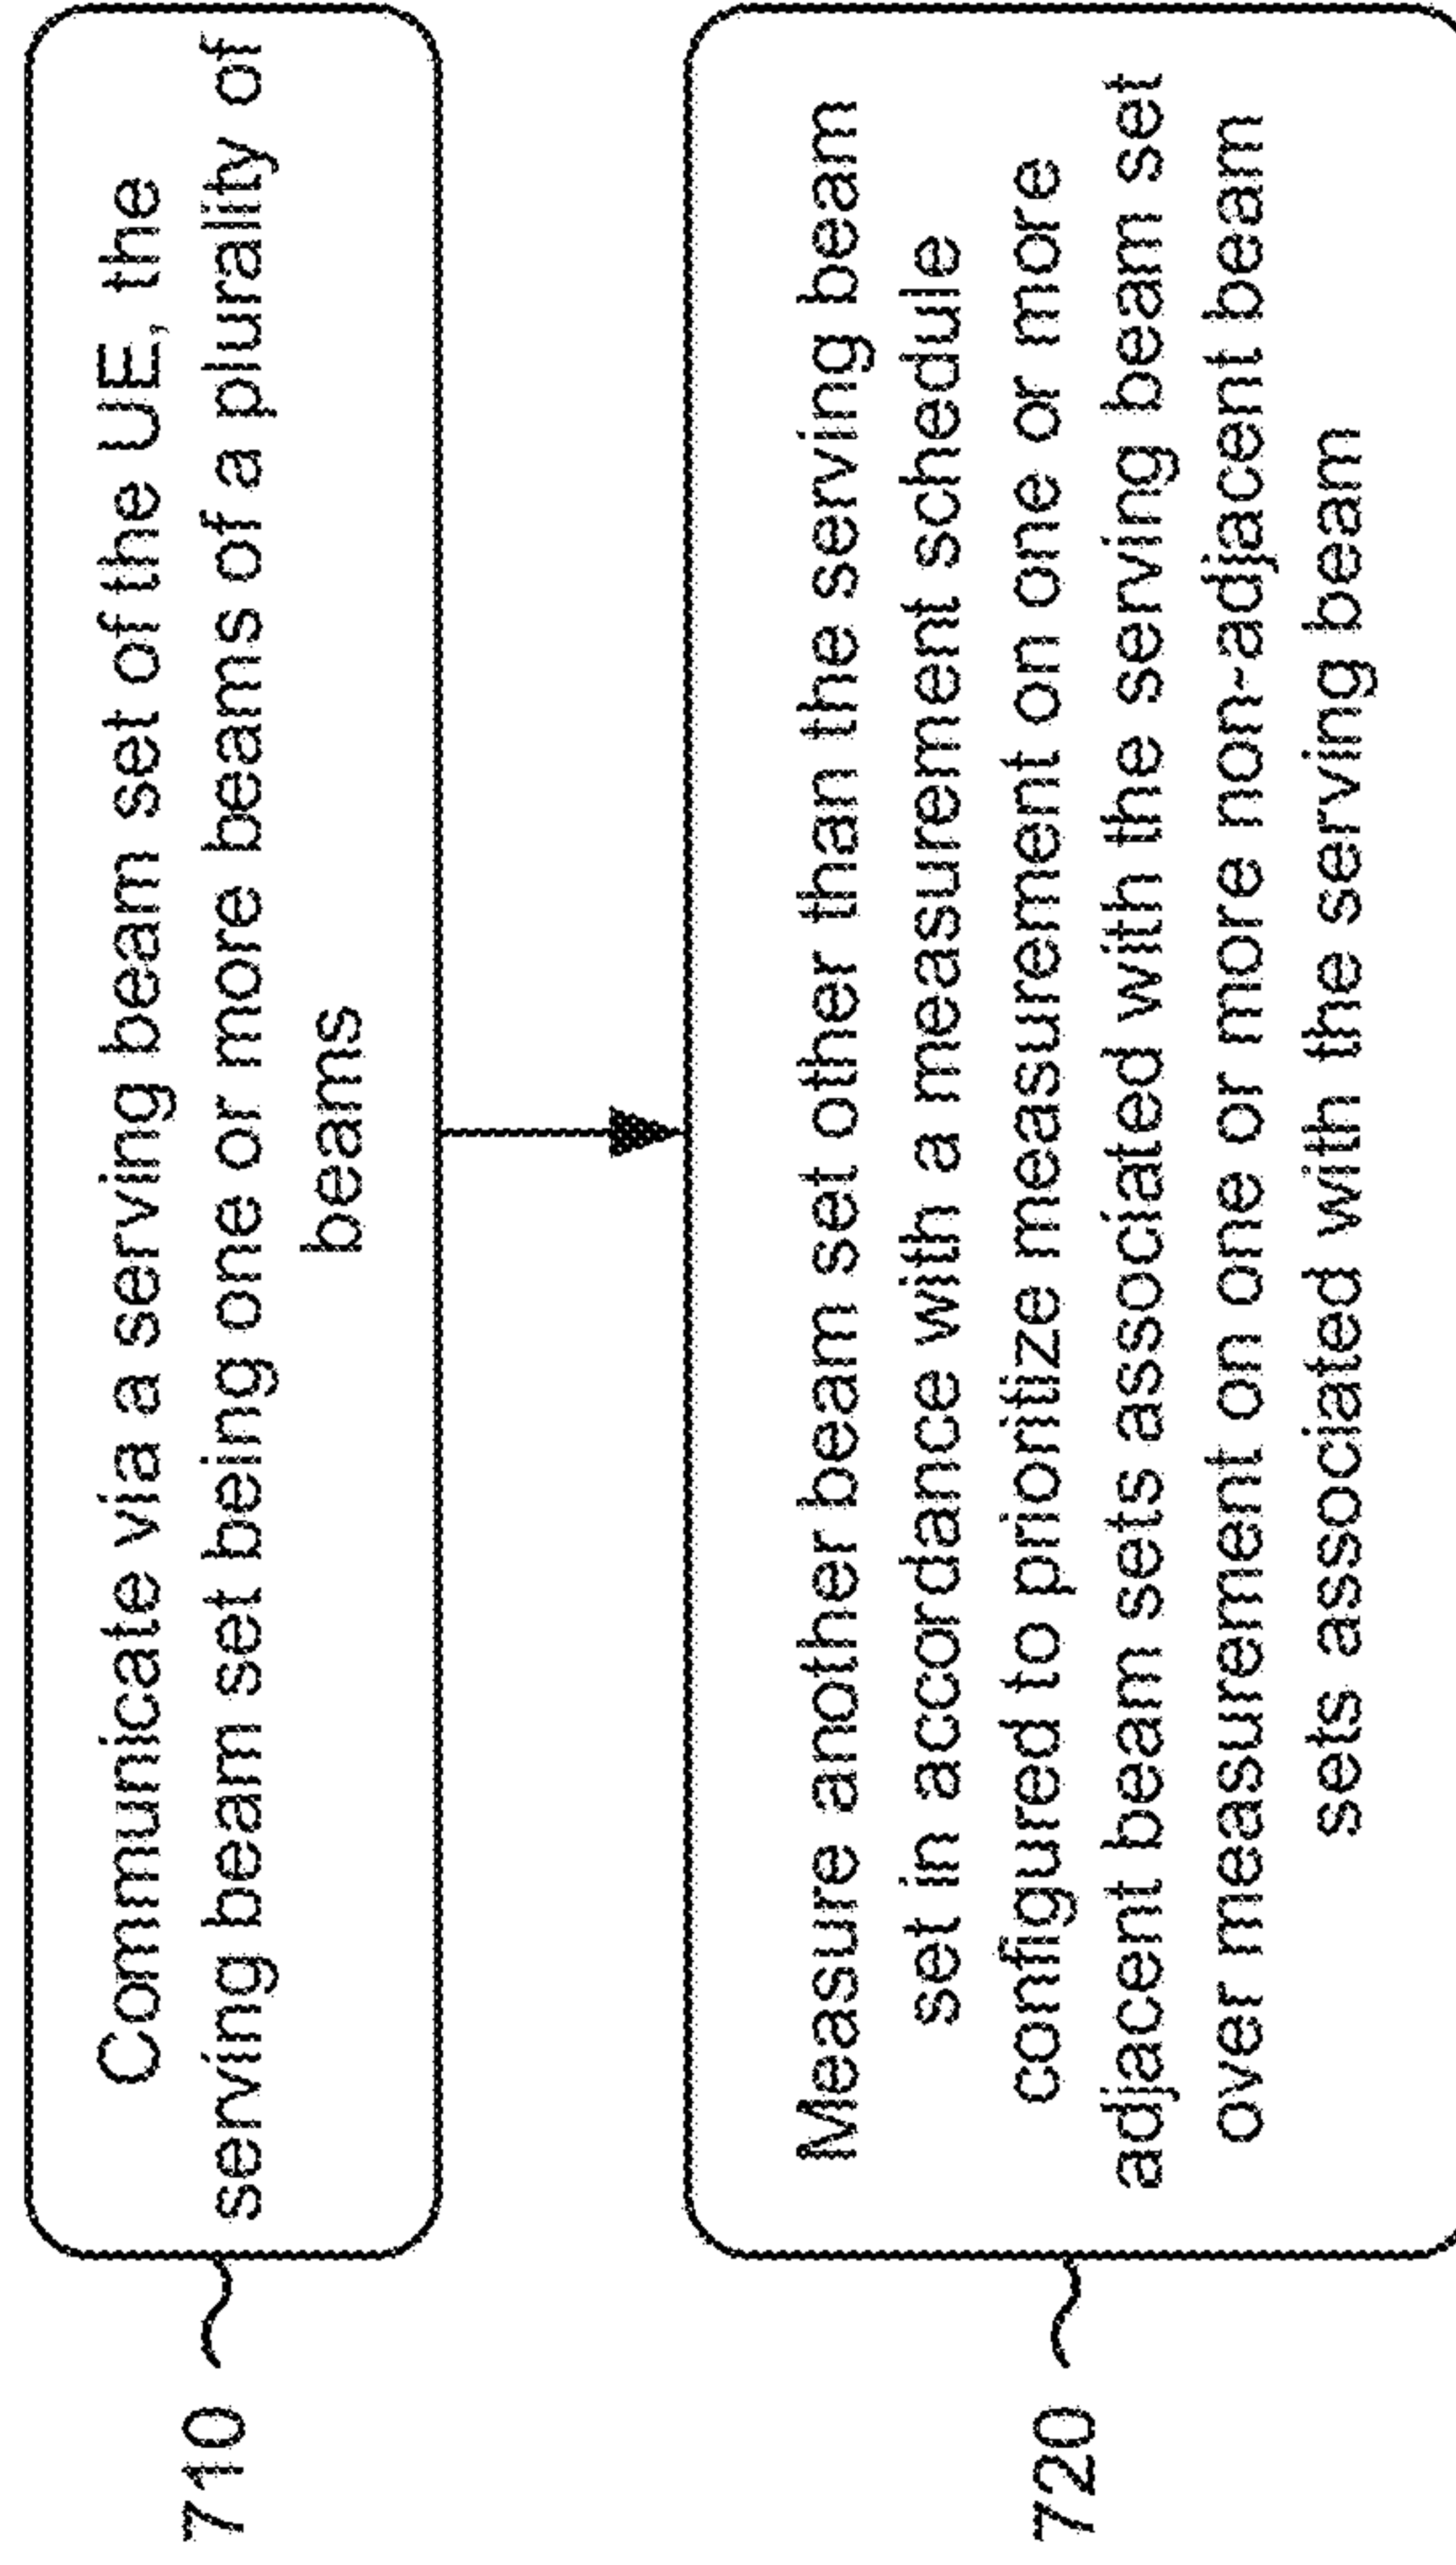 710
Communicate via a serving beam set of the UE, the
serving beam set being one or more beams of a plurality of
beams
720
Measure another beam set other than the serving beam
set in accordance with a measurement schedule
configured to prioritize measurement on one or more
adjacent beam sets associated with the serving beam set
over measurement on one or more non-adjacent beam
sets associated with the serving beam